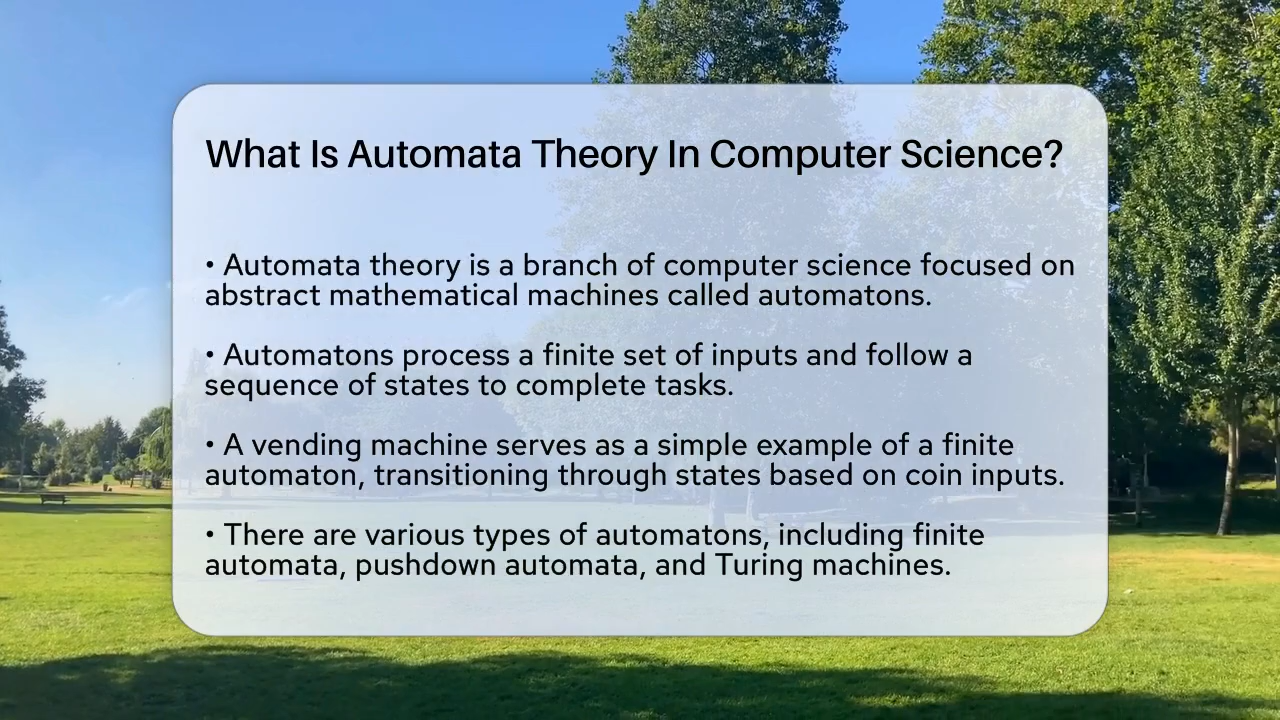 What Is Automata Theory In Computer Science?
• Automata theory is a branch of computer science focused on
abstract mathematical machines called automatons.
• Automatons process a finite set of inputs and follow a
sequence of states to complete tasks.
• A vending machine serves as a simple example of a finite
automaton, transitioning through states based on coin inputs.
• There are various types of automatons, including finite
automata, pushdown automata, and Turing machines.